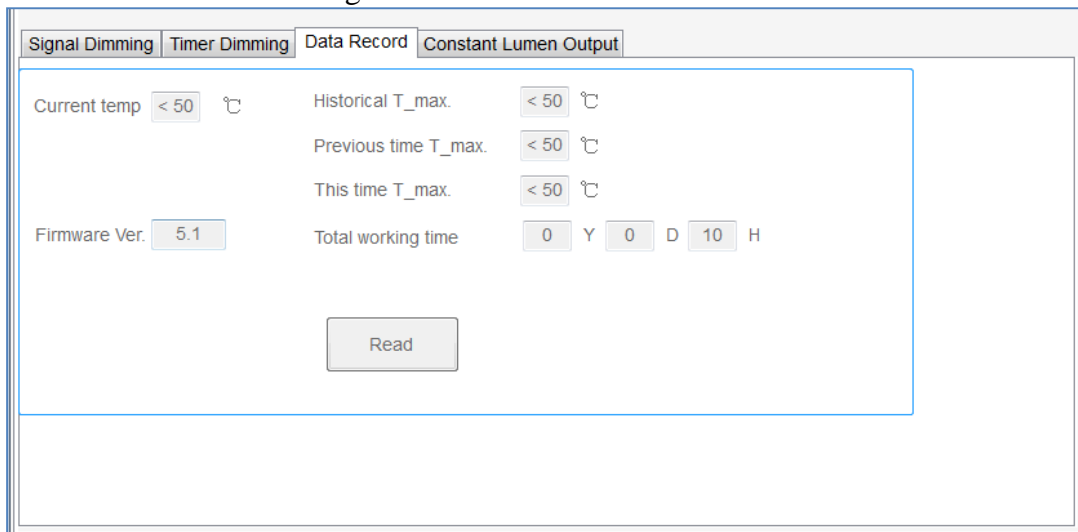 Signal Dimming Timer Dimming Data Record Constant Lumen Output
Current temp < 50 ℃ Historical T_max. < 50 ℃
Previous time T_max. < 50 ℃
This time T_max. < 50 ℃
Firmware Ver. 5.1 Total working time 0 Y 0 D 10 H
Read